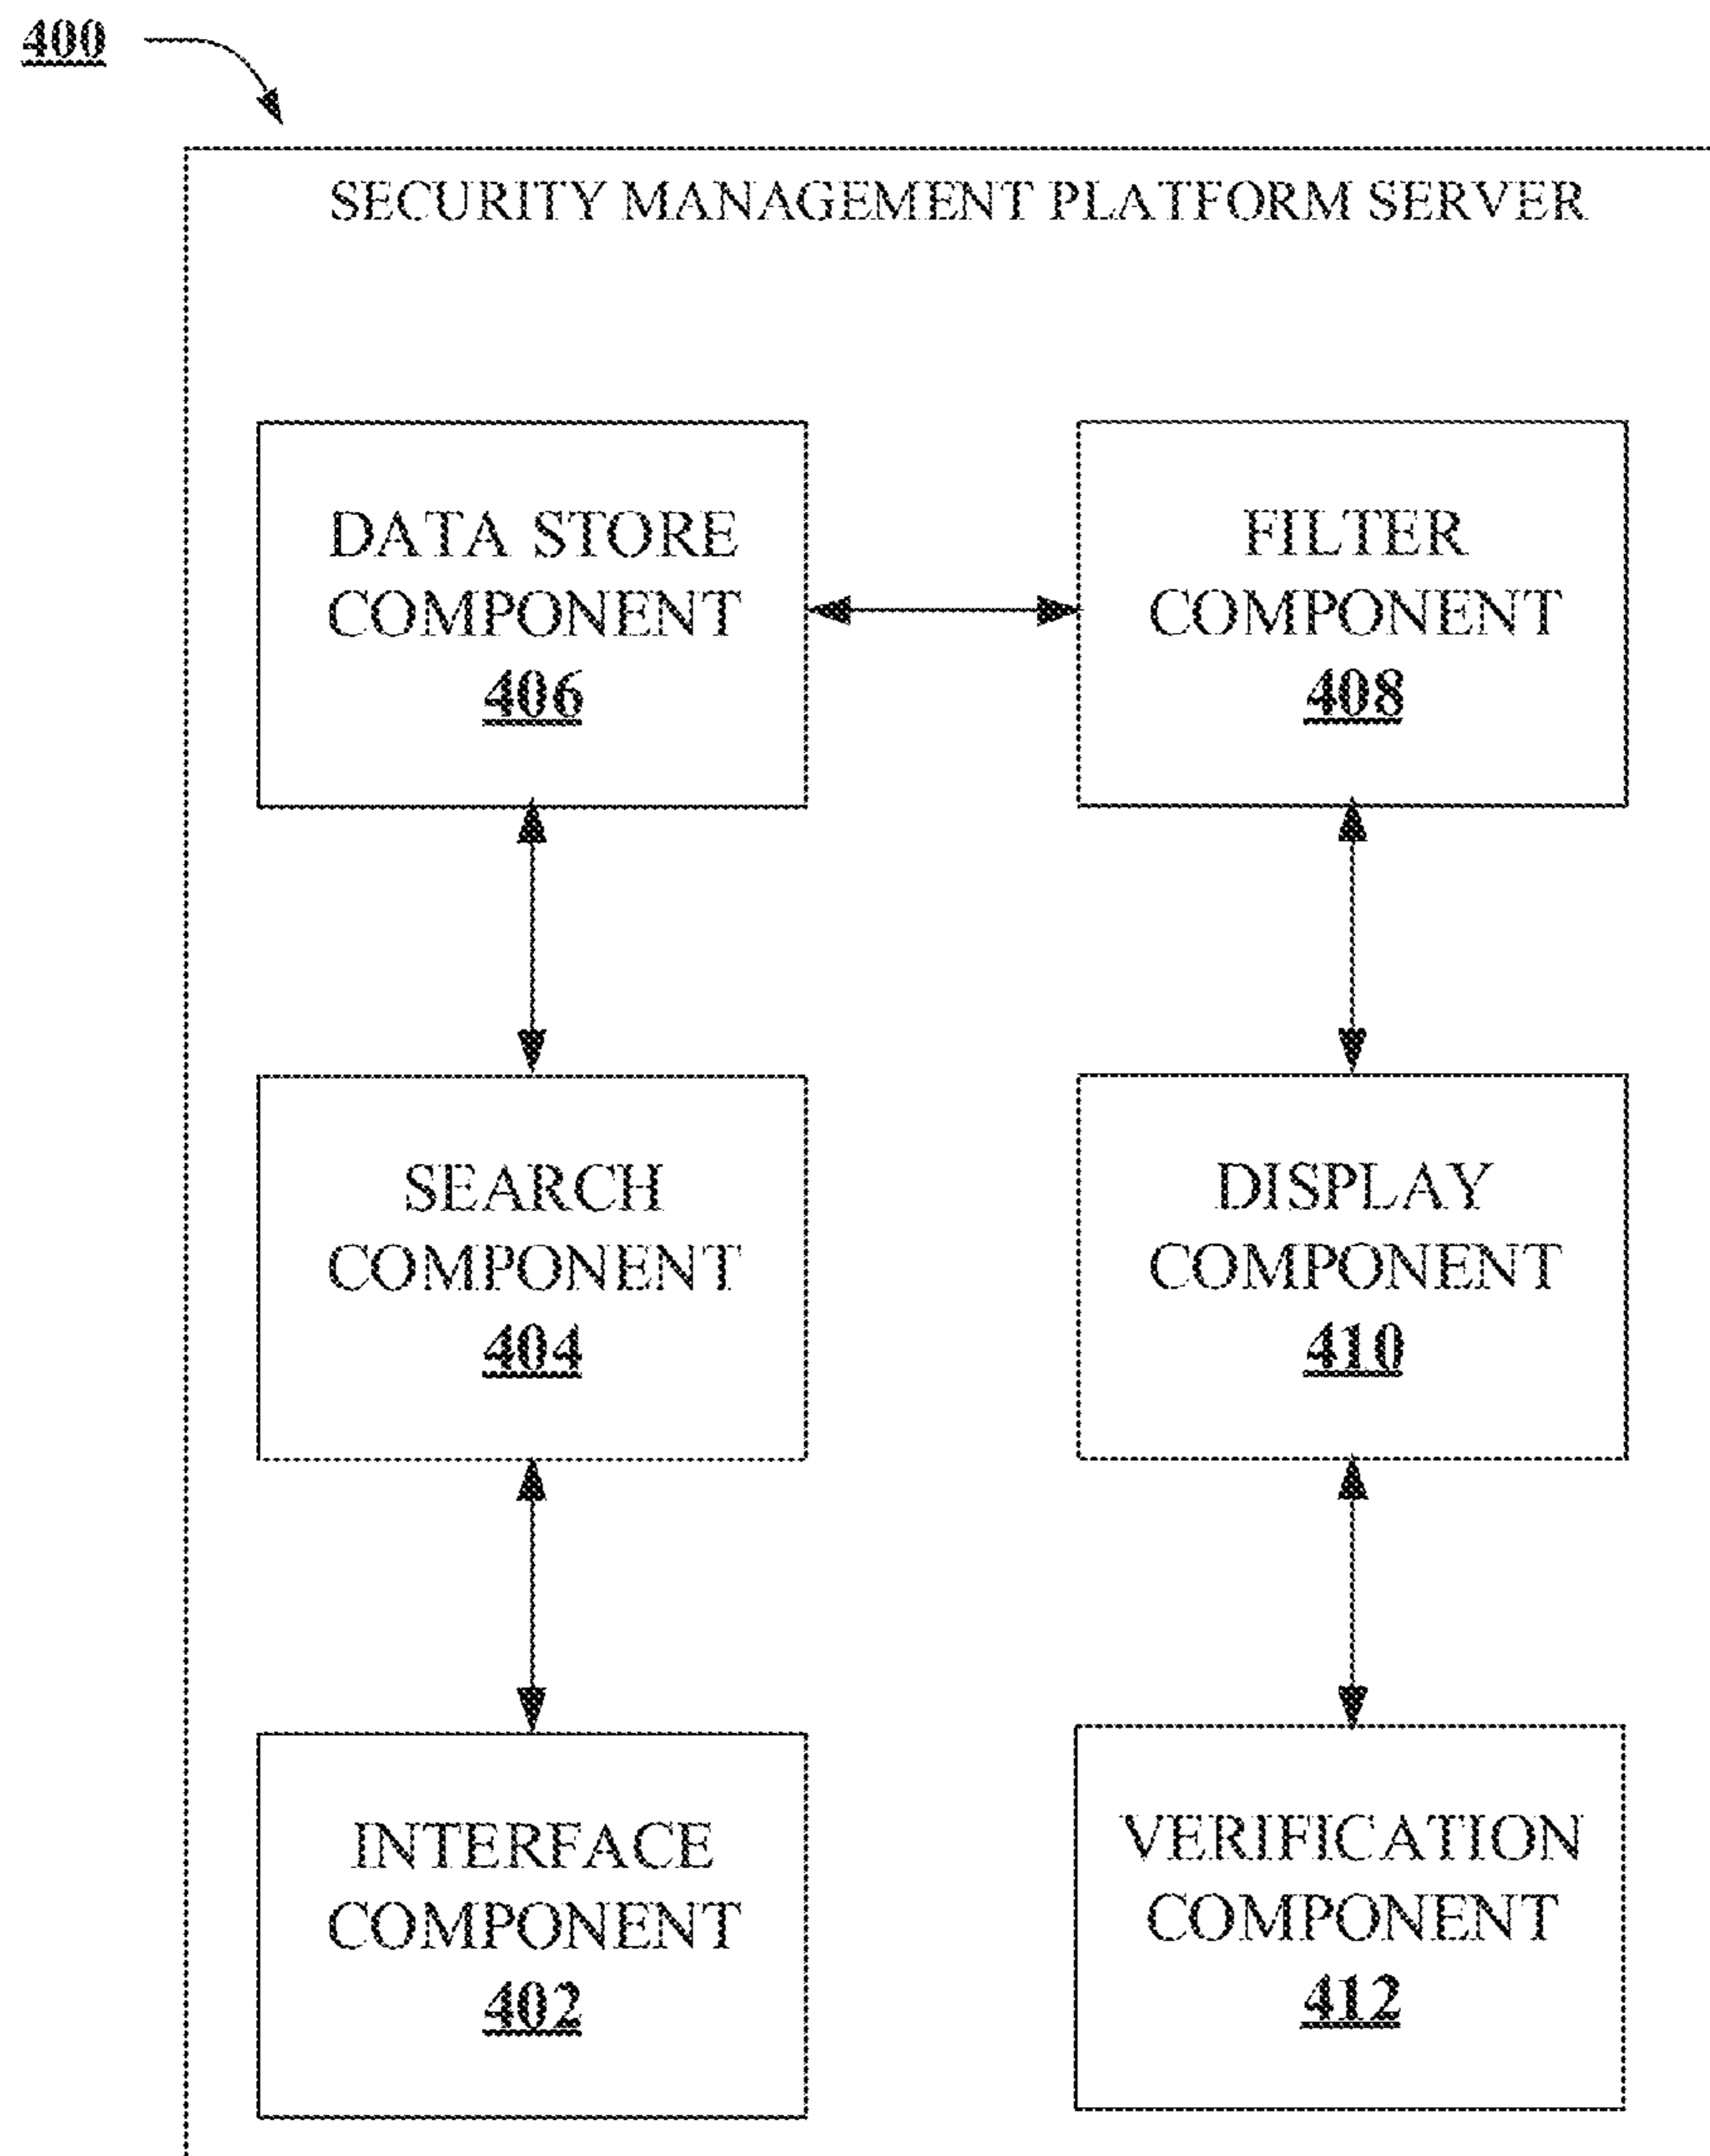 400
SECURITY MANAGEMENT PLATFORM SERVER
DATA STORE
COMPONENT
406
FILTER
COMPONENT
408
SEARCH
COMPONENT
404
DISPLAY
COMPONENT
410
INTERFACE
COMPONENT
402
VERIFICATION
COMPONENT
412